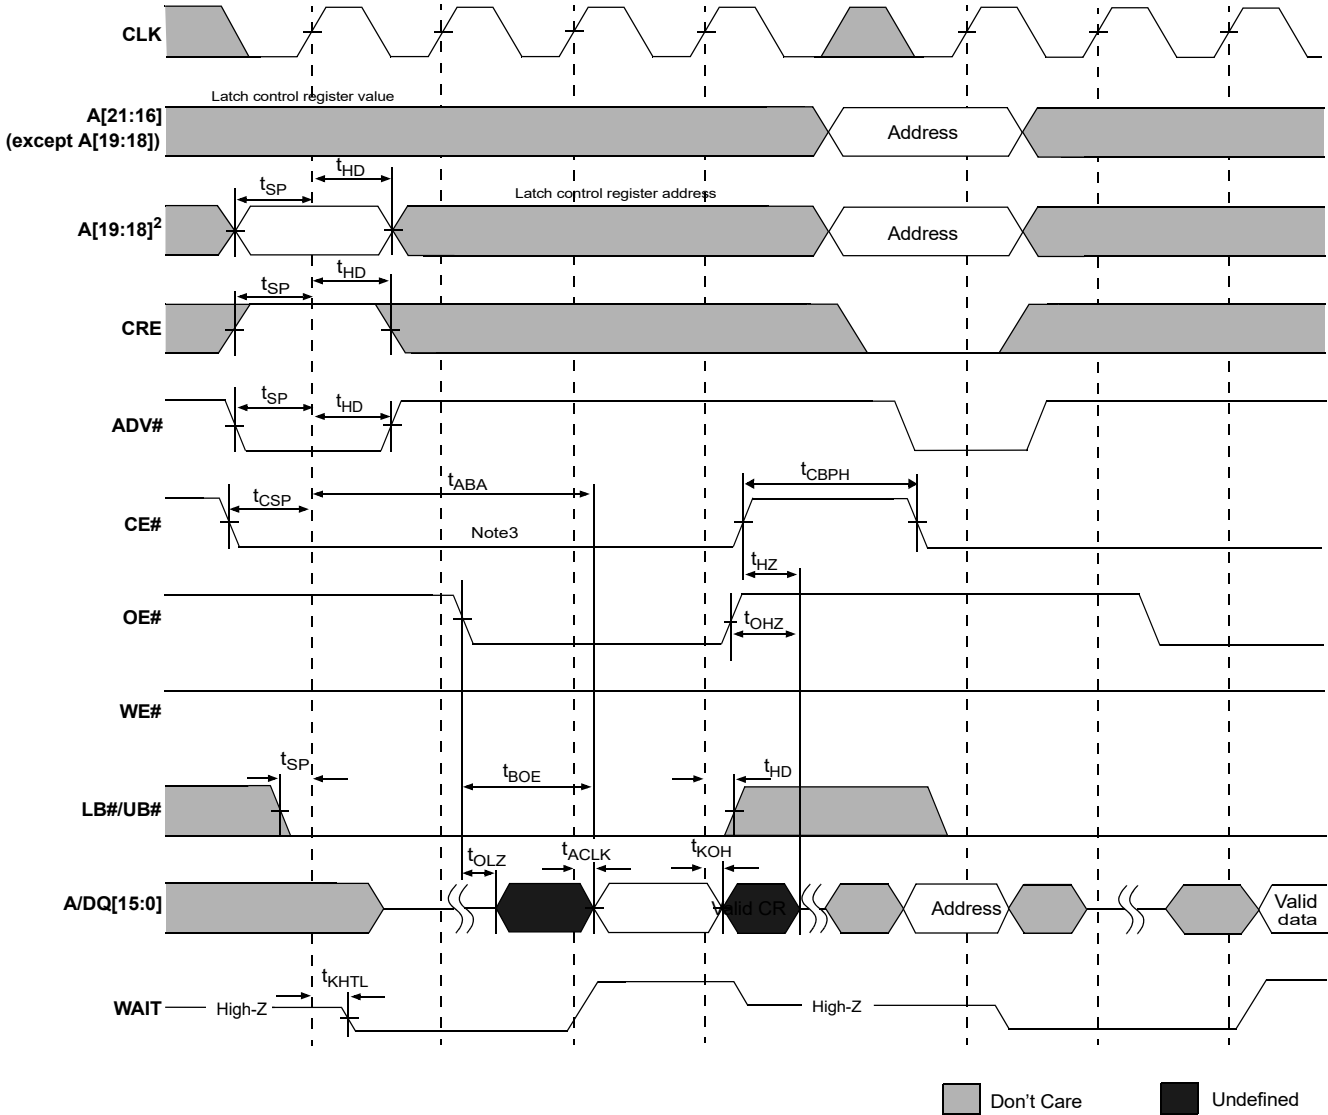 CLK
Latch control register value
A[21:16]
(except A[19:18])
Address
tSP
tHD
Latch control register address
A[19:18]2
Address
tSP
tHD
CRE
tSP
tHD
ADV#
tCSP
tABA
tCBPH
CE#
Note3
tHZ
OE#
tOHZ
WE#
tSP
tBOE
tHD
LB#/UB#
tOLZ
tACLK
tKOH
A/DQ[15:0]
Valid CR
Address
Valid
data
tKHTL
WAIT
High-Z
High-Z
Don't Care
Undefined